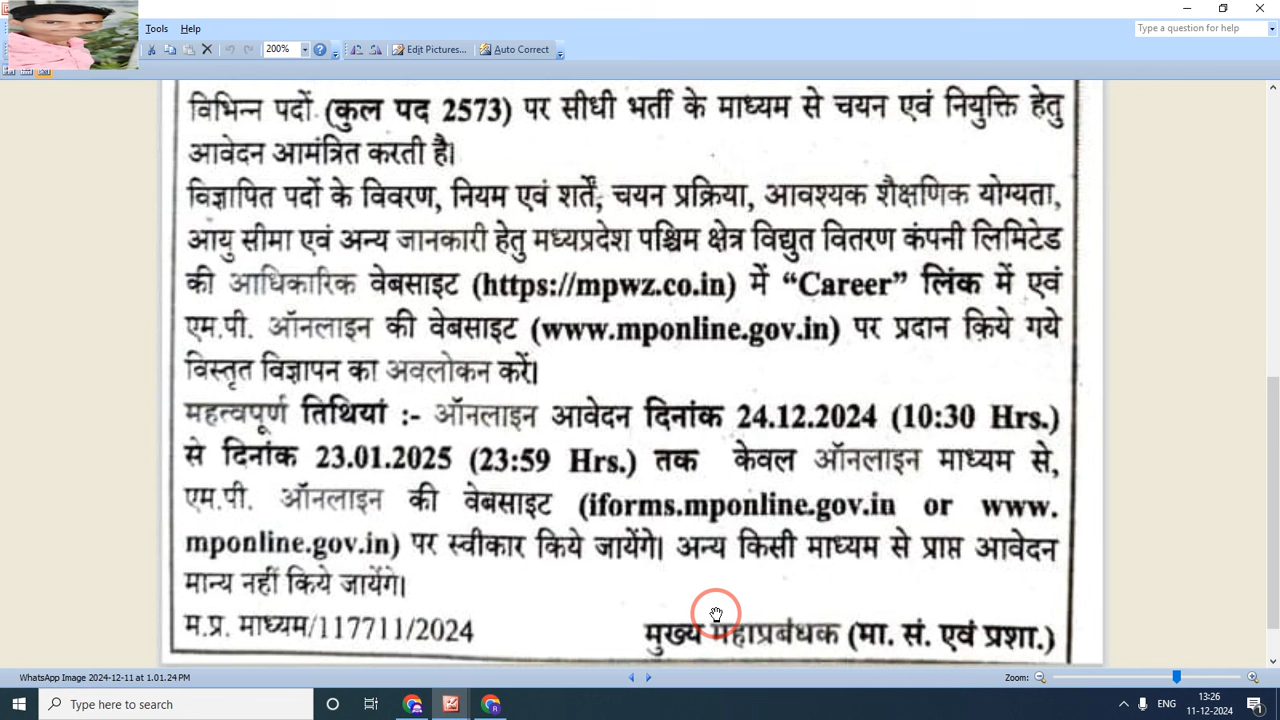 Tools Help
Type a question for help
200% Edit Pictures... Auto Correct
विभिन्न पदों (कुल पद 2573) पर सीधी भर्ती के माध्यम से चयन एवं नियुक्ति हेतु
आवेदन आमंत्रित करती है।
विज्ञापित पदों के विवरण, नियम एवं शर्तें, चयन प्रक्रिया, आवश्यक शैक्षणिक योग्यता,
आयु सीमा एवं अन्य जानकारी हेतु मध्यप्रदेश पश्चिम क्षेत्र विद्युत वितरण कंपनी लिमिटेड
की आधिकारिक वेबसाइट (https://mpwz.co.in) में “Career” लिंक में एवं
एम.पी. ऑनलाइन की वेबसाइट (www.mponline.gov.in) पर प्रदान किये गये
विस्तृत विज्ञापन का अवलोकन करें।
महत्वपूर्ण तिथियां :- ऑनलाइन आवेदन दिनांक 24.12.2024 (10:30 Hrs.)
से दिनांक 23.01.2025 (23:59 Hrs.) तक केवल ऑनलाइन माध्यम से,
एम.पी. ऑनलाइन की वेबसाइट (iforms.mponline.gov.in or www.
mponline.gov.in) पर स्वीकार किये जायेंगे। अन्य किसी माध्यम से प्राप्त आवेदन
मान्य नहीं किये जायेंगे।
म.प्र. माध्यम/117711/2024 मुख्य महाप्रबंधक (मा. सं. एवं प्रशा.)
WhatsApp Image 2024-12-11 at 1.01.24 PM Zoom:
Type here to search ENG 13:26
11-12-2024